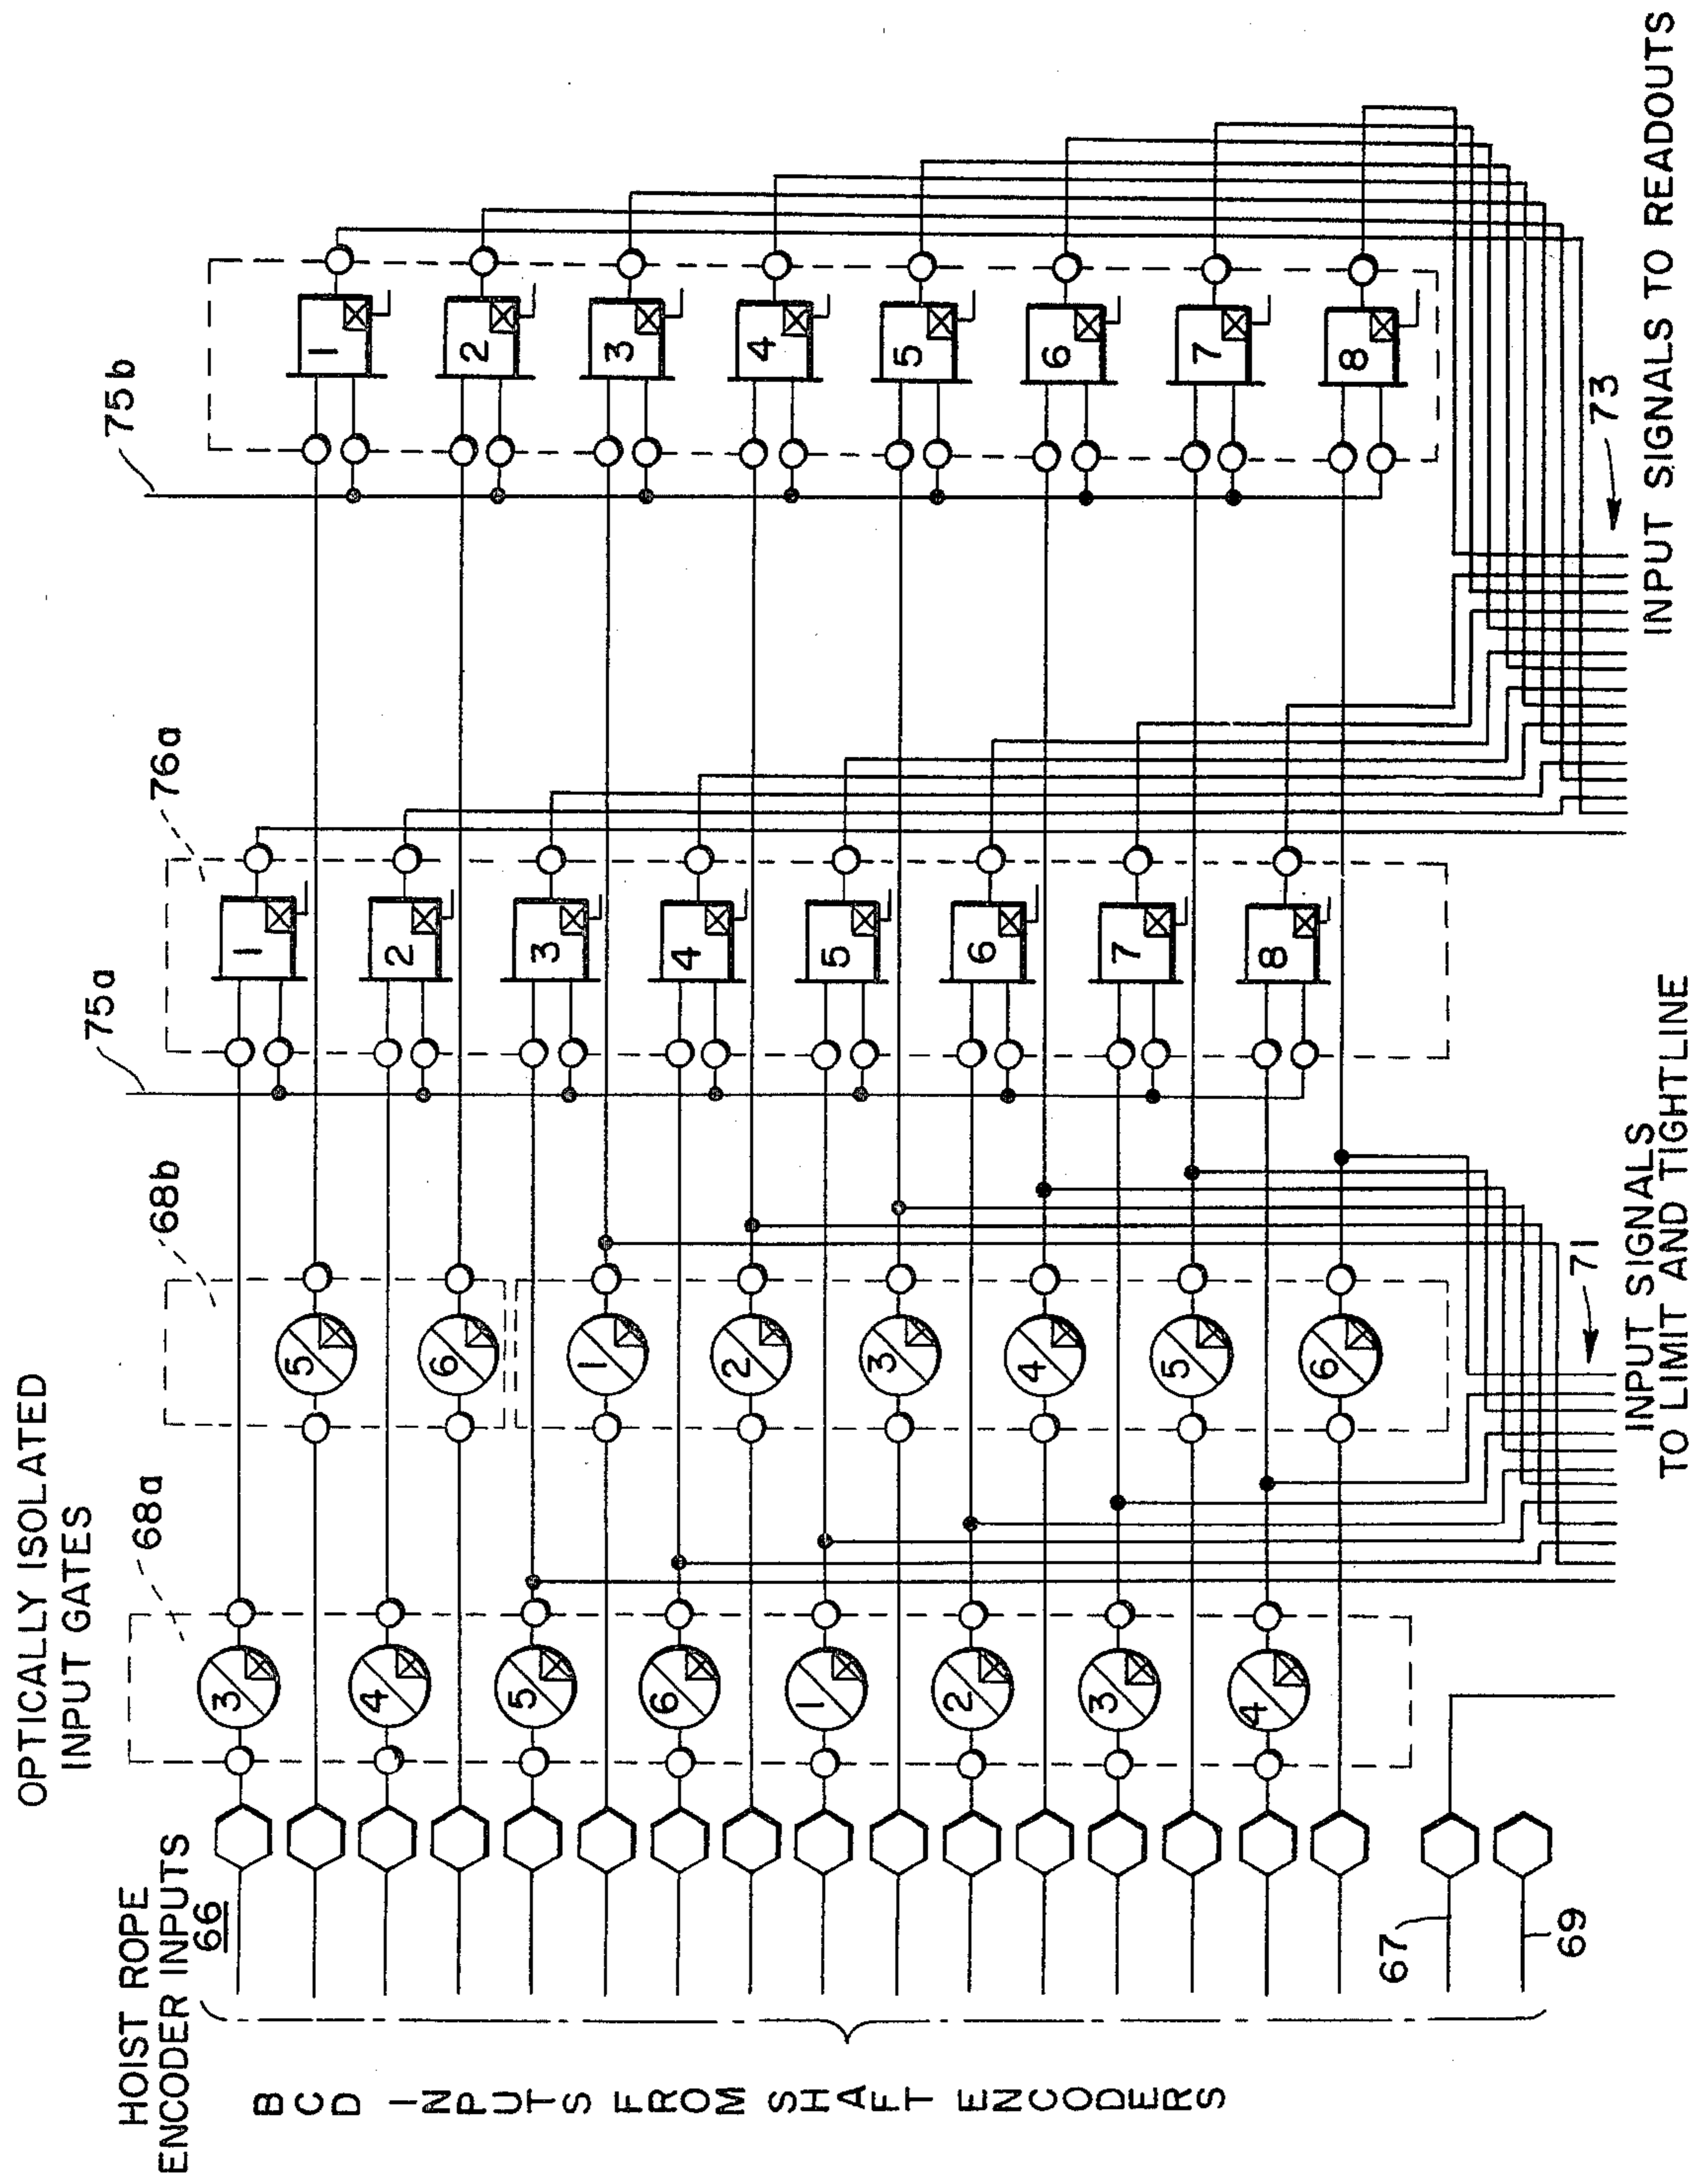 OPTICALLY ISOLATED
INPUT GATES
HOIST ROPE
ENCODER INPUTS
66
BCD INPUTS FROM SHAFT ENCODERS
68a
68b
75a
76a
75b
3
4
5
6
1
2
3
4
5
6
1
2
3
4
5
6
1
2
3
4
5
6
7
8
1
2
3
4
5
6
7
8
67
69
71
INPUT SIGNALS
TO LIMIT AND TIGHTLINE
73
INPUT SIGNALS TO READOUTS